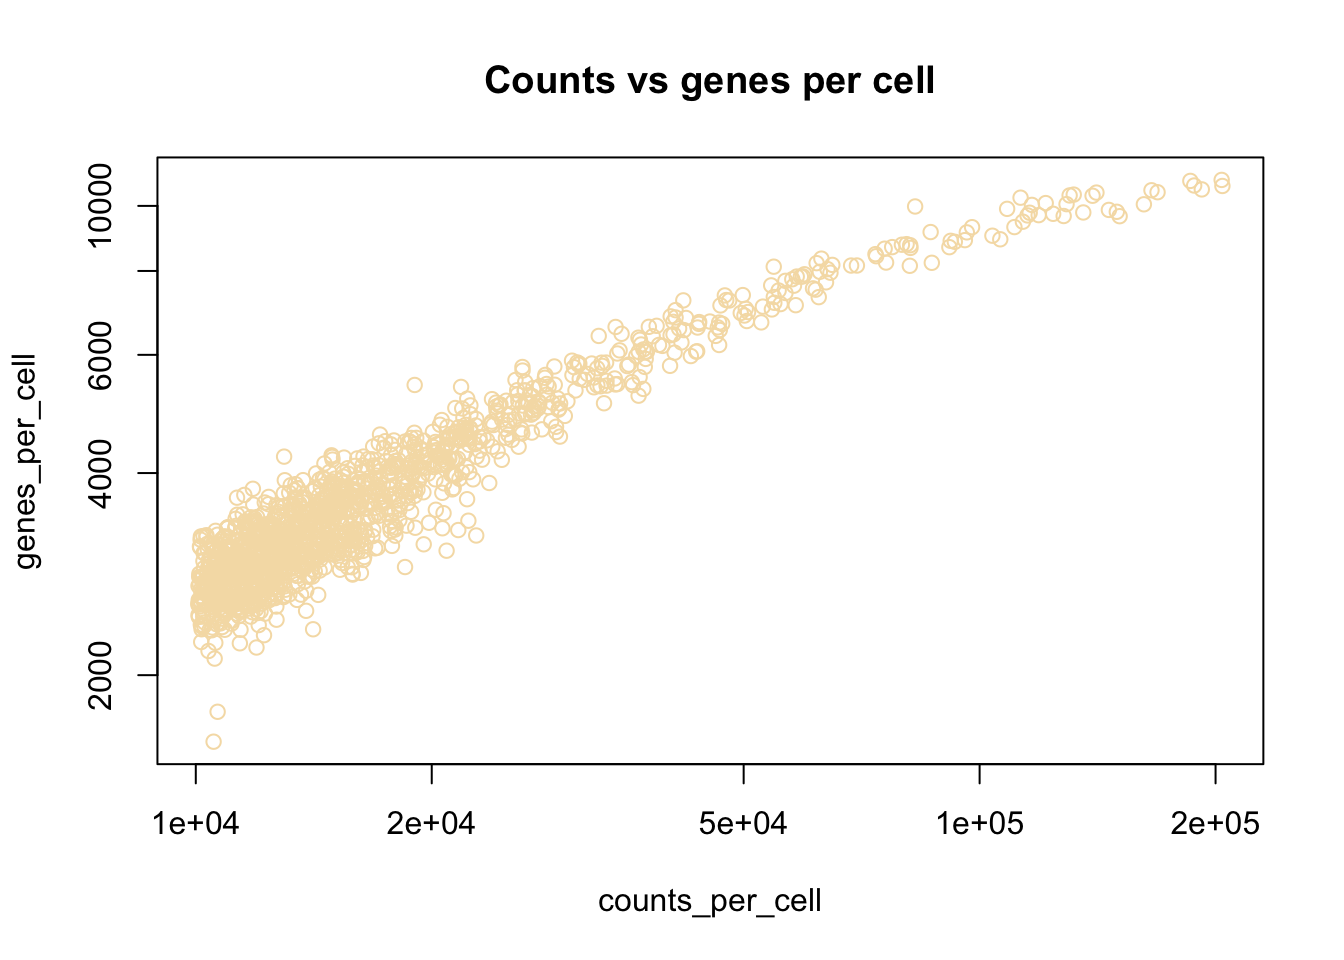 Counts vs genes per cell
genes_per_cell
10000
6000
4000
2000
1e+04 2e+04 5e+04 1e+05 2e+05
counts_per_cell